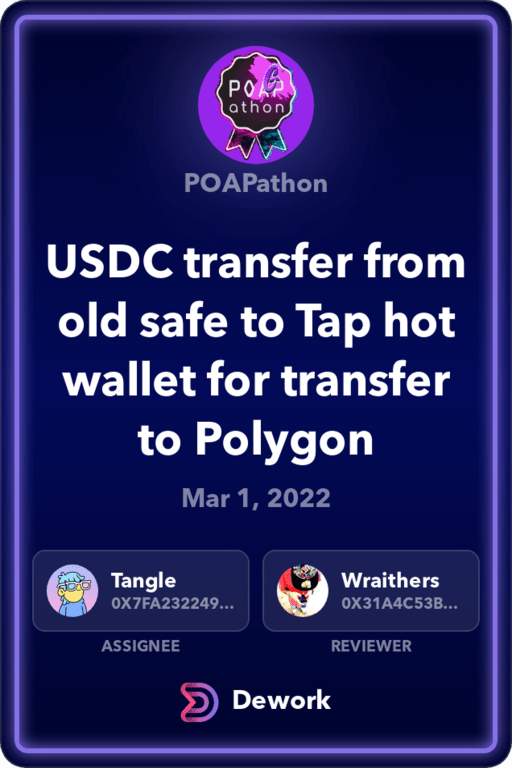 POAP
athon
POAPathon
USDC transfer from
old safe to Tap hot
wallet for transfer
to Polygon
Mar 1, 2022
Tangle
0X7FA232249...
Wraithers
0X31A4C53B...
ASSIGNEE
REVIEWER
Dework